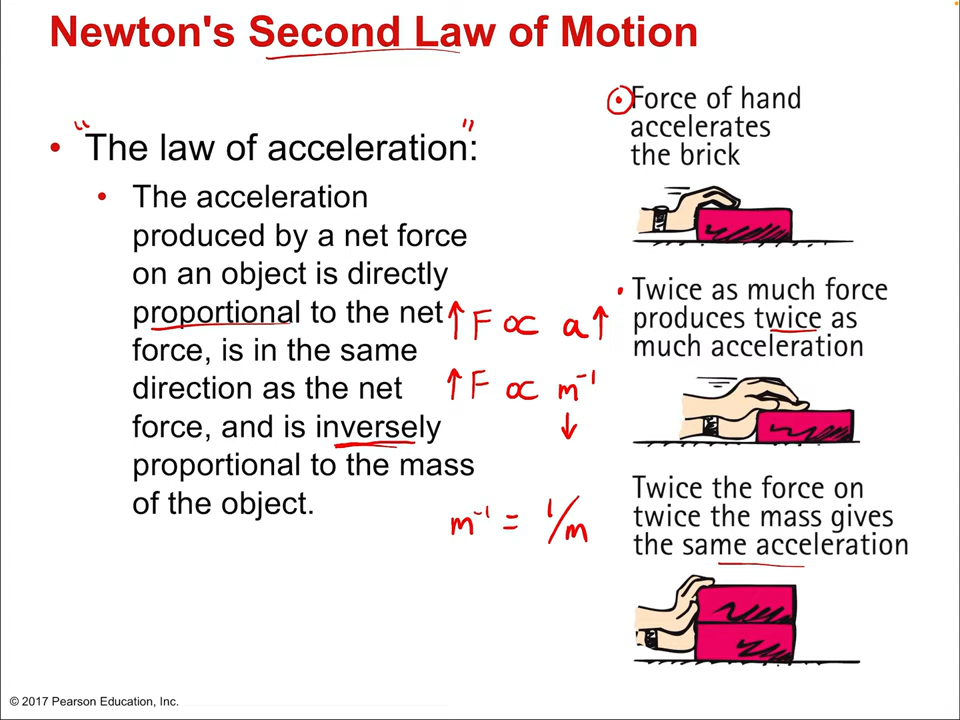 Newton's Second Law of Motion
• "The law of acceleration":
• The acceleration
produced by a net force
on an object is directly
proportional to the net
force, is in the same
direction as the net
force, and is inversely
proportional to the mass
of the object.
↑F ∝ a↑
↑F ∝ m⁻¹
↓
m⁻¹ = 1/m
Force of hand
accelerates
the brick
• Twice as much force
produces twice as
much acceleration
Twice the force on
twice the mass gives
the same acceleration
© 2017 Pearson Education, Inc.